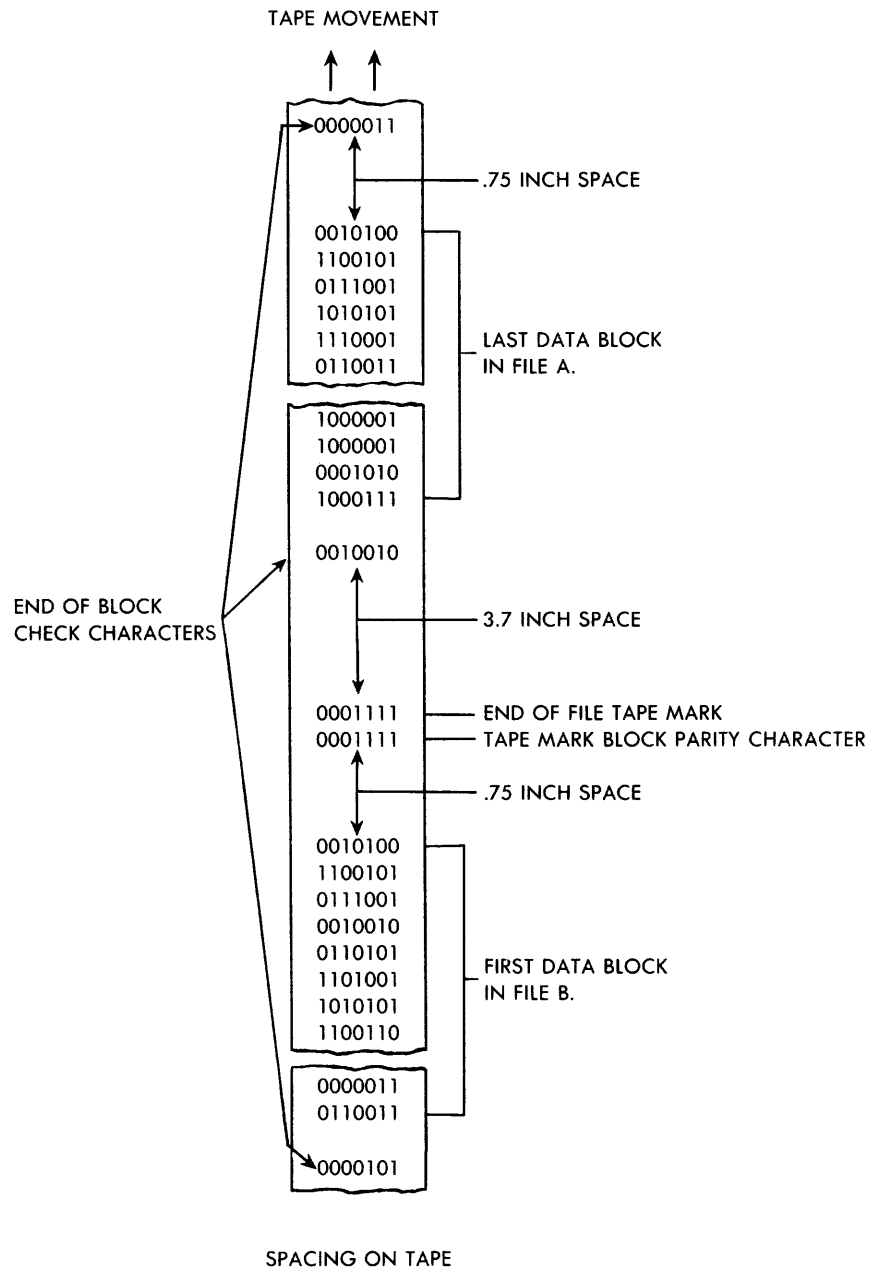 TAPE MOVEMENT
0000011
.75 INCH SPACE
0010100
1100101
0111001
1010101
1110001
0110011
LAST DATA BLOCK
IN FILE A.
1000001
1000001
0001010
1000111
0010010
END OF BLOCK
CHECK CHARACTERS
3.7 INCH SPACE
0001111
END OF FILE TAPE MARK
0001111
TAPE MARK BLOCK PARITY CHARACTER
.75 INCH SPACE
0010100
1100101
0111001
0010010
0110101
1101001
1010101
1100110
FIRST DATA BLOCK
IN FILE B.
0000011
0110011
0000101
SPACING ON TAPE